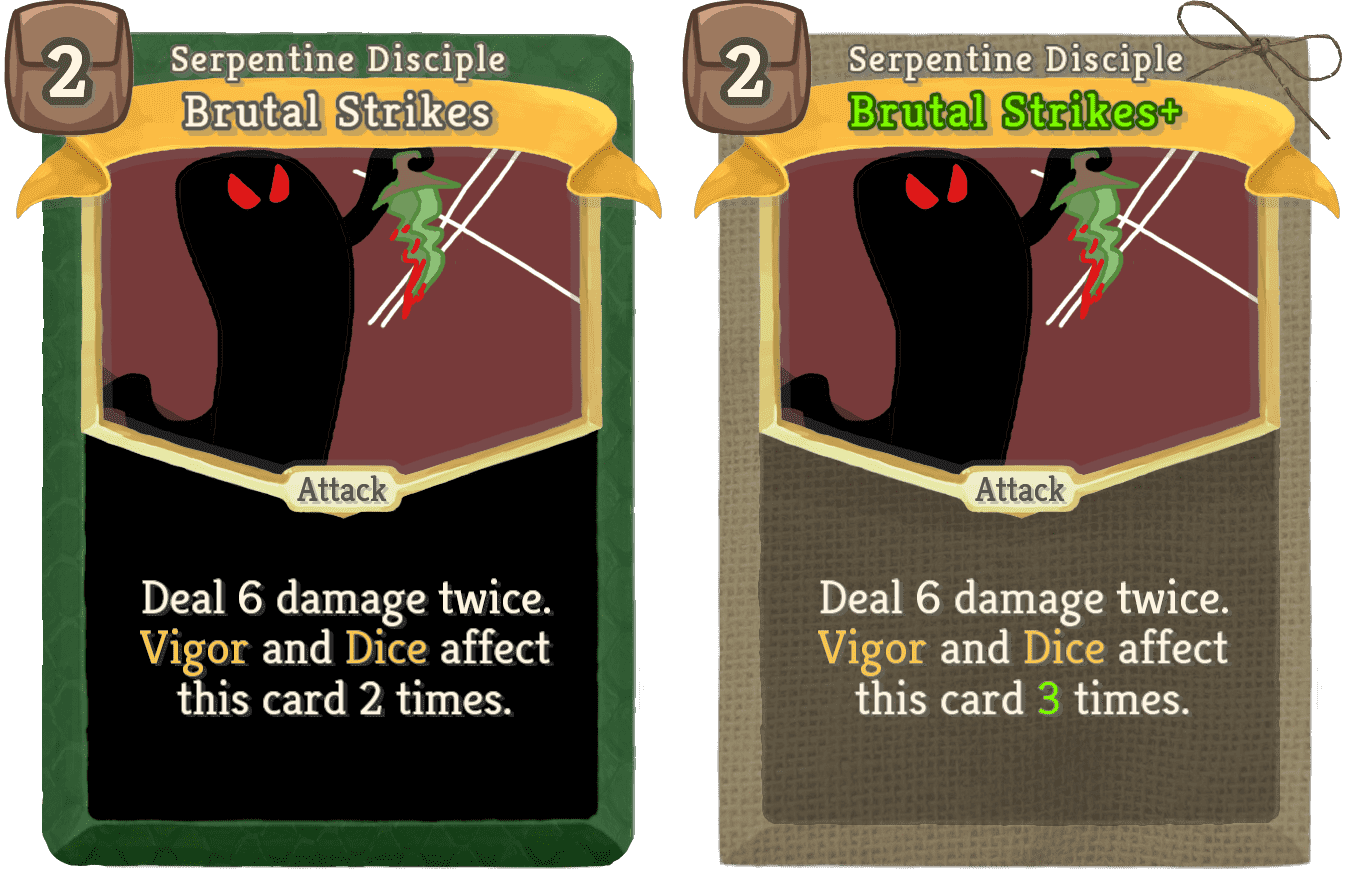 2
Serpentine Disciple
Brutal Strikes
Attack
Deal 6 damage twice.
Vigor and Dice affect
this card 2 times.
2
Serpentine Disciple
Brutal Strikes+
Attack
Deal 6 damage twice.
Vigor and Dice affect
this card 3 times.